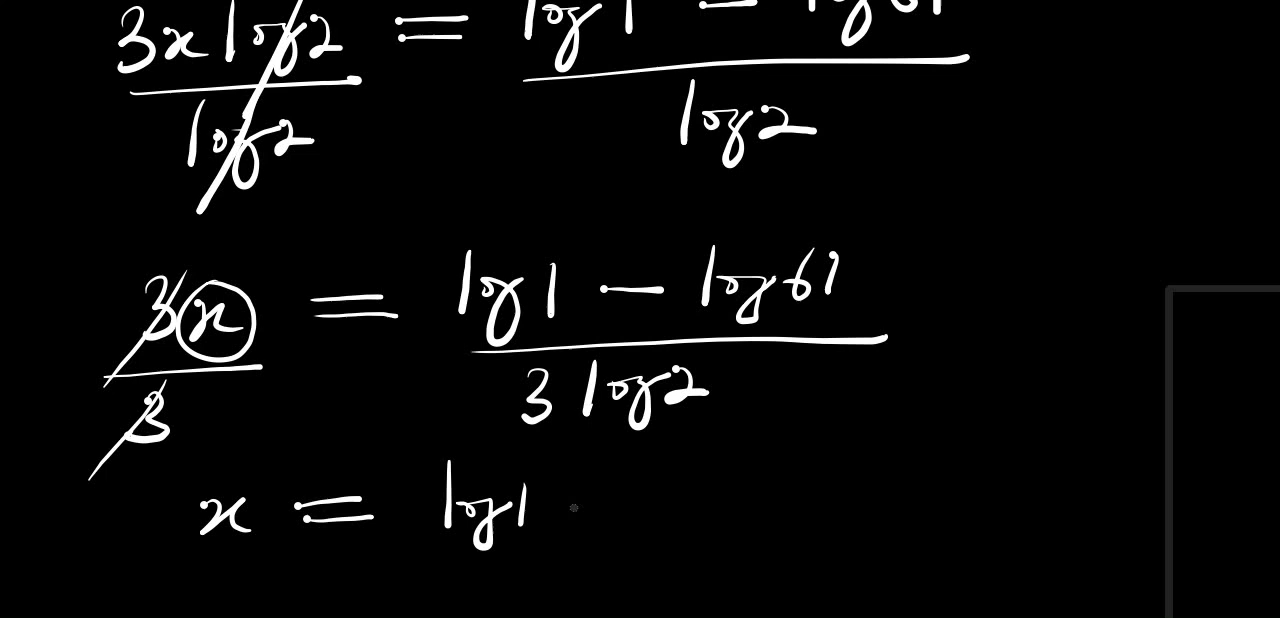 3x log2 = log1 - log61
log2 log2
3x = log1 - log61
3 3 log2
x = log1